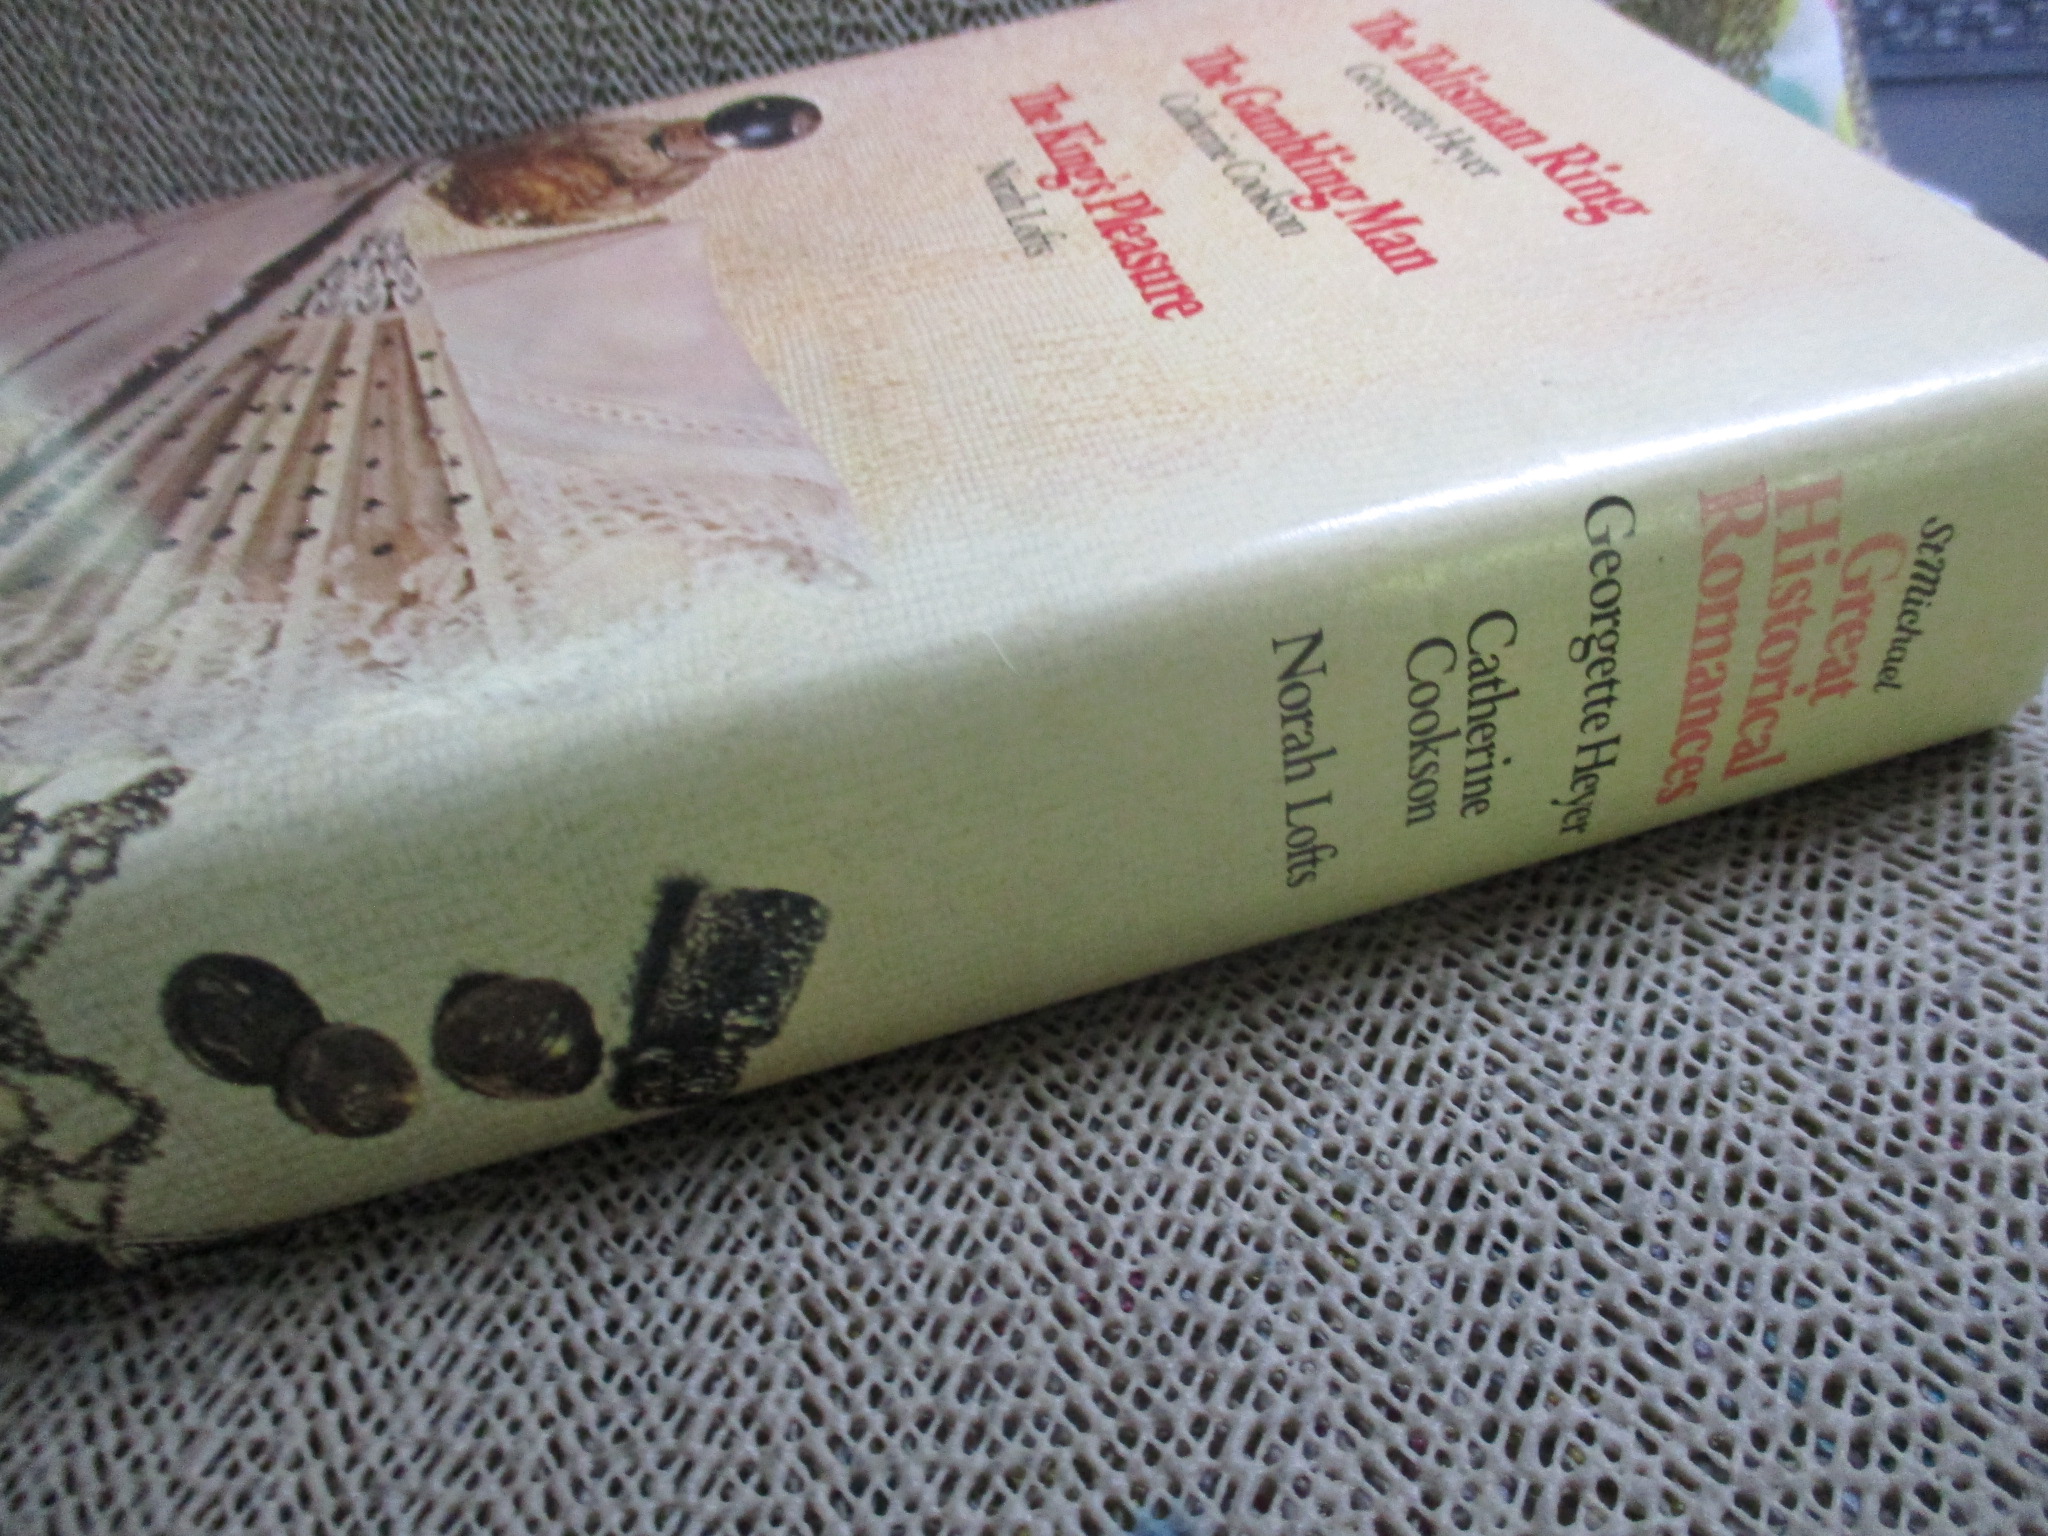 The Talisman Ring
Georgette Heyer
The Gambling Man
Catherine Cookson
The King's Pleasure
Norah Lofts
St Michael
Great
Historical
Romances
Georgette Heyer
Catherine
Cookson
Norah Lofts